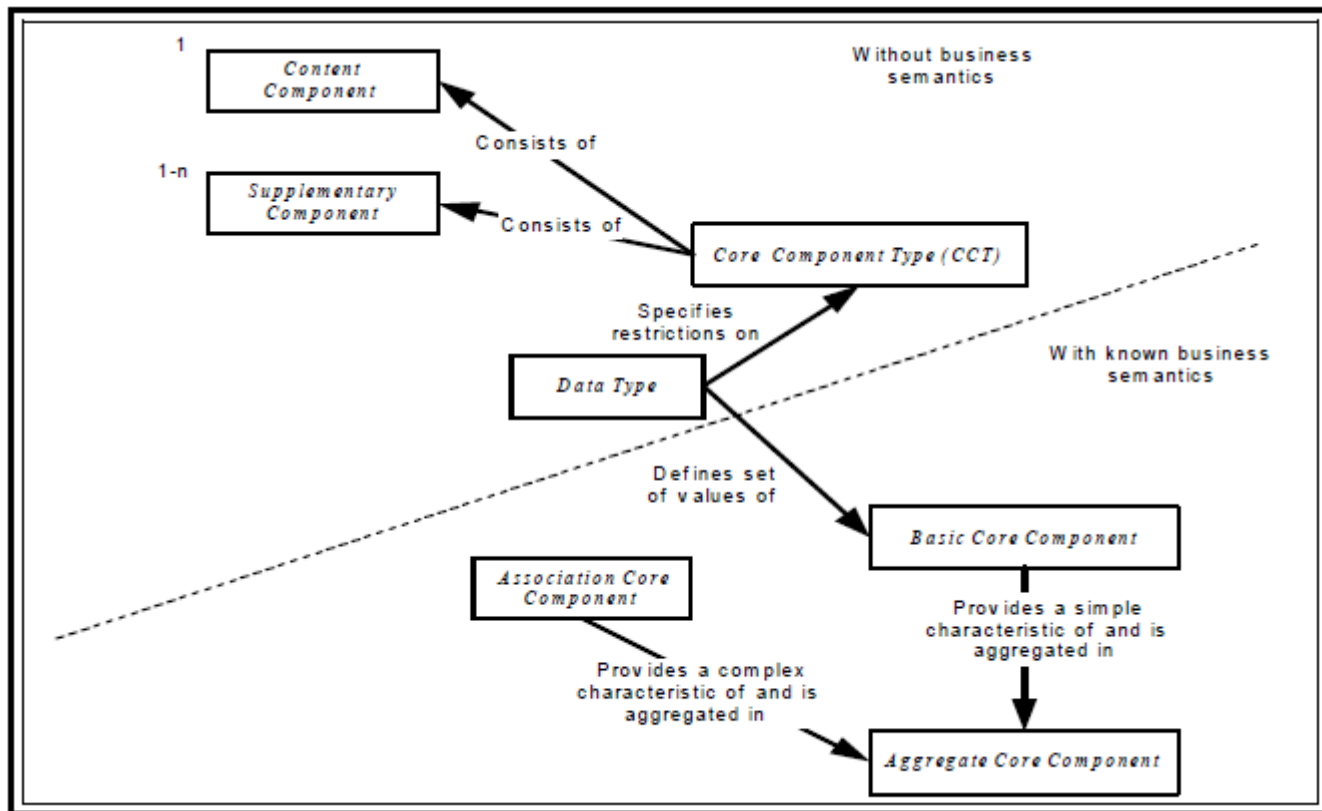 1
Content
Component
Without business
semantics
Consists of
1-n
Supplementary
Component
Consists of
Core Component Type (CCT)
Specifies
restrictions on
With known business
semantics
Data Type
Defines set
of values of
Basic Core Component
Association Core
Component
Provides a simple
characteristic of and is
aggregated in
Provides a complex
characteristic of and is
aggregated in
Aggregate Core Component